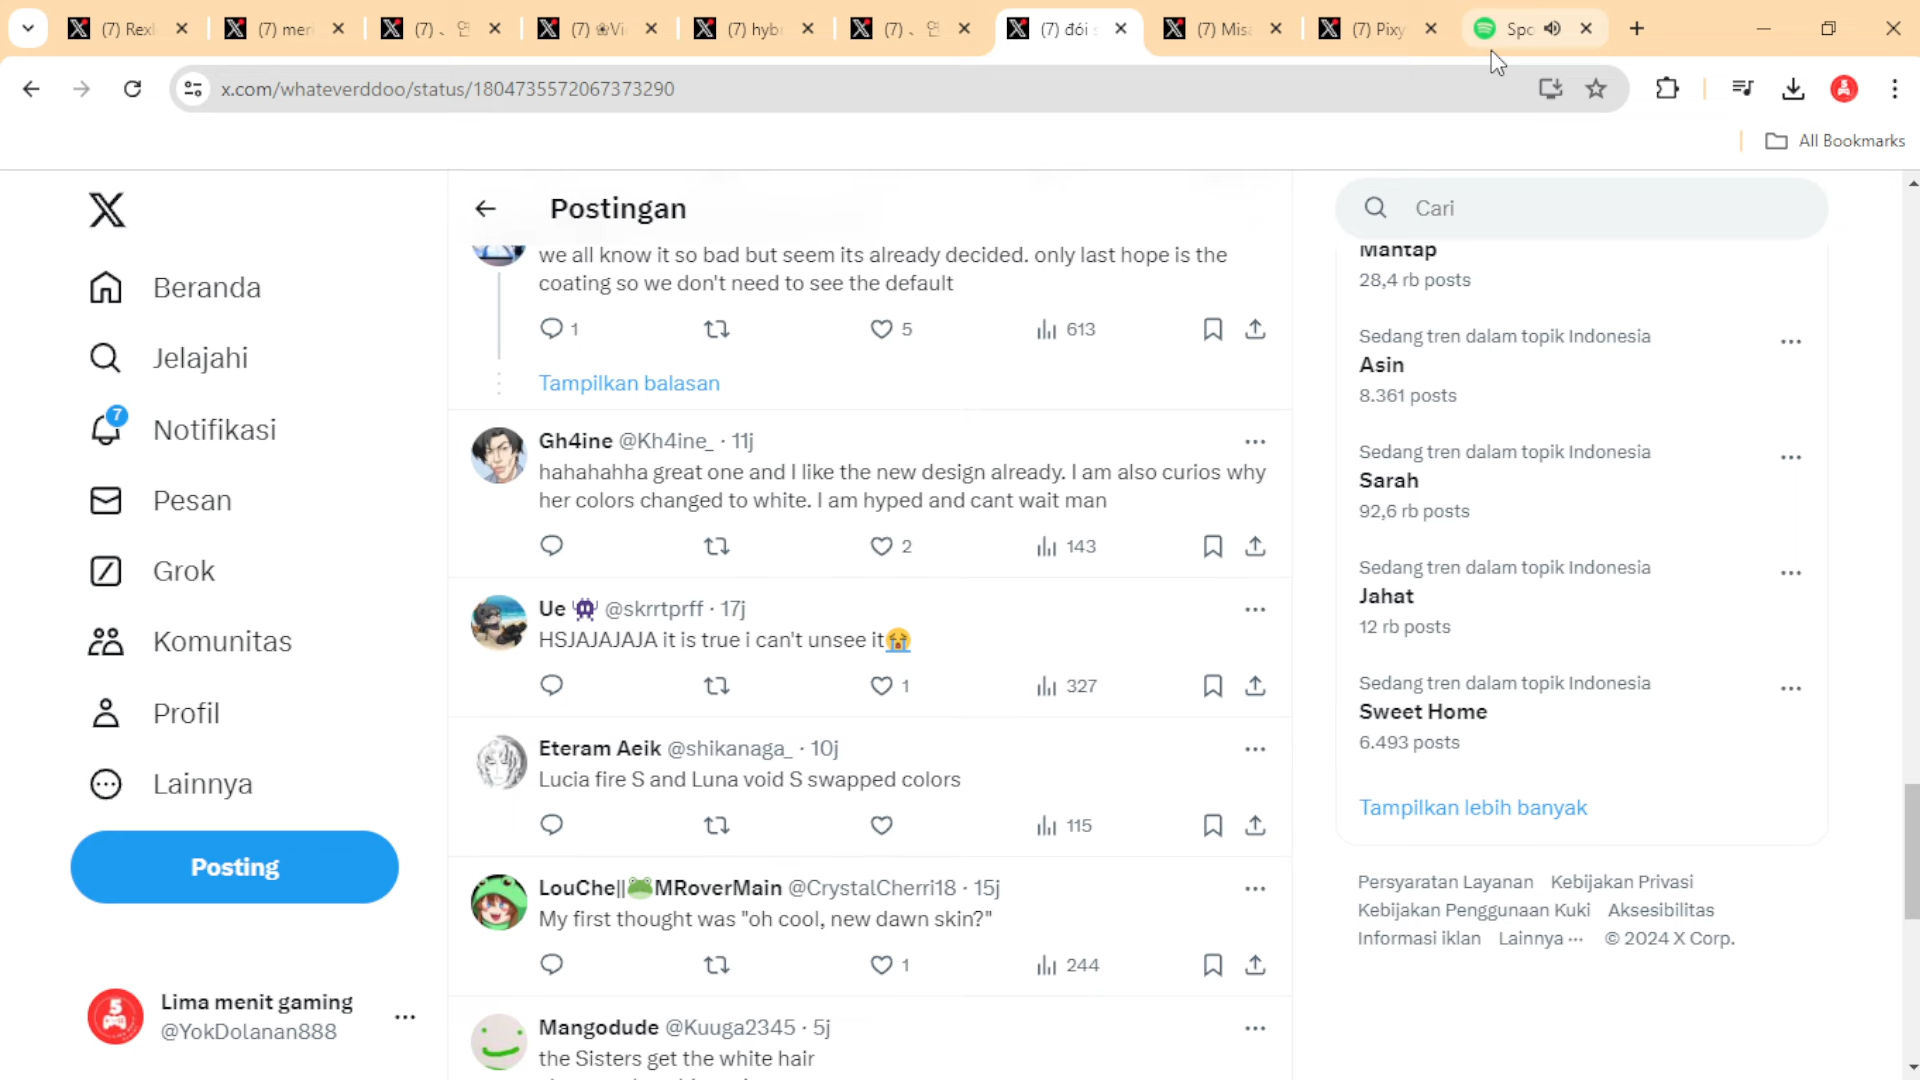 (7) Rex
(7) mer
(7) 、 연
(7) ❀Vi
(7) hyb
(7) 、 연
(7) đói s
(7) Mis
(7) Pixy
Spo
x.com/whateverddoo/status/1804735572067373290
All Bookmarks
Beranda
Jelajahi
7
Notifikasi
Pesan
Grok
Komunitas
Profil
Lainnya
Posting
Lima menit gaming
@YokDolanan888
Postingan
we all know it so bad but seem its already decided. only last hope is the
coating so we don't need to see the default
1 5 613
Tampilkan balasan
Gh4ine @Kh4ine_ · 11j
hahahahha great one and I like the new design already. I am also curios why
her colors changed to white. I am hyped and cant wait man
2 143
Ue 👾 @skrrtprff · 17j
HSJAJAJAJA it is true i can't unsee it😭
1 327
Eteram Aeik @shikanaga_ · 10j
Lucia fire S and Luna void S swapped colors
115
LouChe||🐸MRoverMain @CrystalCherri18 · 15j
My first thought was "oh cool, new dawn skin?"
1 244
Mangodude @Kuuga2345 · 5j
the Sisters get the white hair
Cari
Mantap
28,4 rb posts
Sedang tren dalam topik Indonesia
Asin
8.361 posts
Sedang tren dalam topik Indonesia
Sarah
92,6 rb posts
Sedang tren dalam topik Indonesia
Jahat
12 rb posts
Sedang tren dalam topik Indonesia
Sweet Home
6.493 posts
Tampilkan lebih banyak
Persyaratan Layanan Kebijakan Privasi
Kebijakan Penggunaan Kuki Aksesibilitas
Informasi iklan Lainnya ··· © 2024 X Corp.